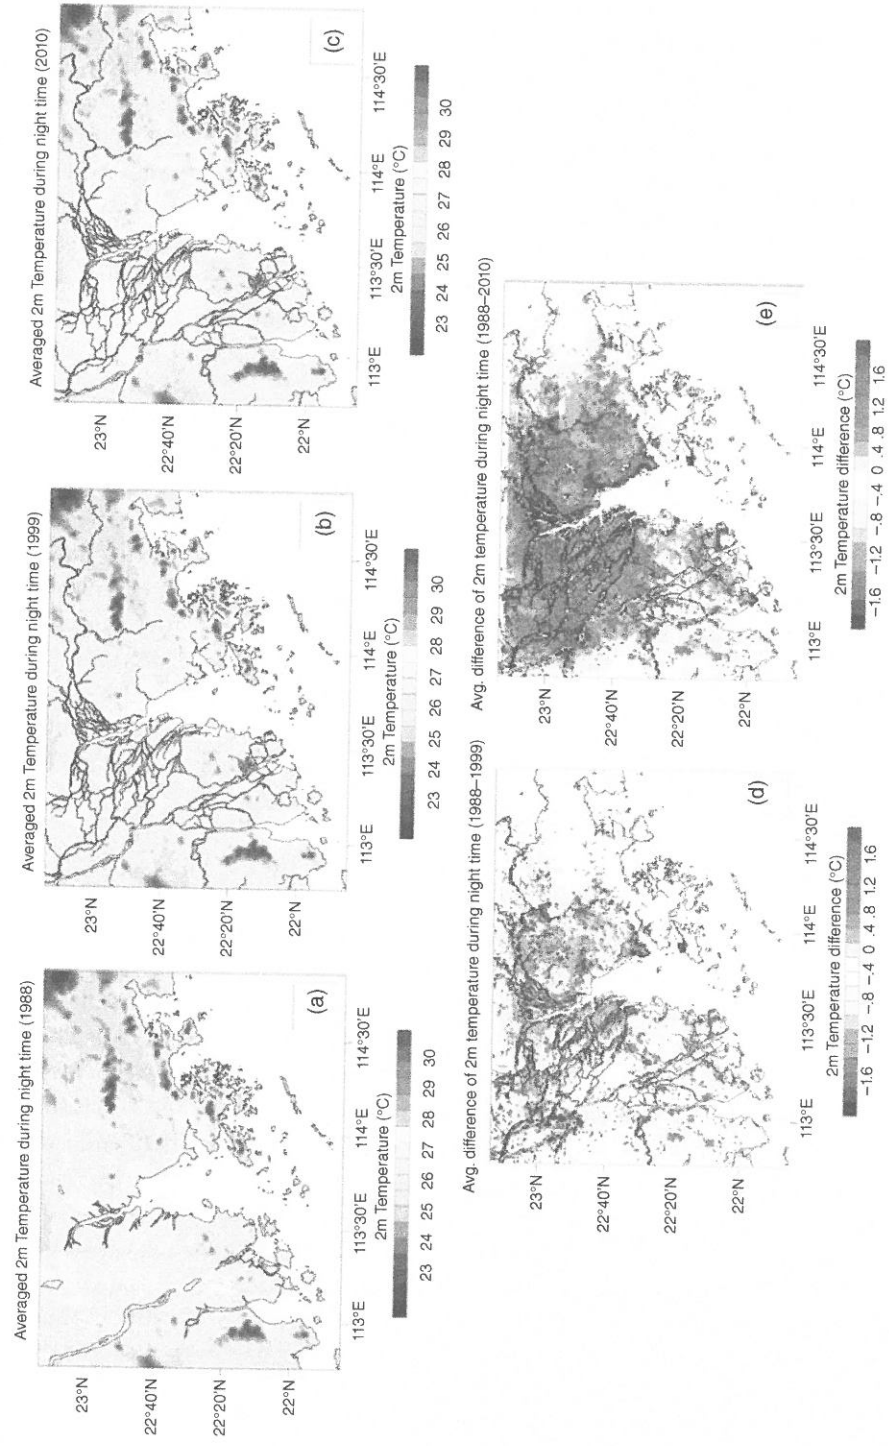 Averaged 2m Temperature during night time (1988)
23°N
22°40'N
22°20'N
22°N
(a)
113°E 113°30'E 114°E 114°30'E
2m Temperature (°C)
23 24 25 26 27 28 29 30
Averaged 2m Temperature during night time (1999)
23°N
22°40'N
22°20'N
22°N
(b)
113°E 113°30'E 114°E 114°30'E
2m Temperature (°C)
23 24 25 26 27 28 29 30
Averaged 2m Temperature during night time (2010)
23°N
22°40'N
22°20'N
22°N
(c)
113°E 113°30'E 114°E 114°30'E
2m Temperature (°C)
23 24 25 26 27 28 29 30
Avg. difference of 2m temperature during night time (1988–1999)
23°N
22°40'N
22°20'N
22°N
(d)
113°E 113°30'E 114°E 114°30'E
2m Temperature difference (°C)
−1.6 −1.2 −.8 −.4 0 .4 .8 1.2 1.6
Avg. difference of 2m temperature during night time (1988–2010)
23°N
22°40'N
22°20'N
22°N
(e)
113°E 113°30'E 114°E 114°30'E
2m Temperature difference (°C)
−1.6 −1.2 −.8 −.4 0 .4 .8 1.2 1.6